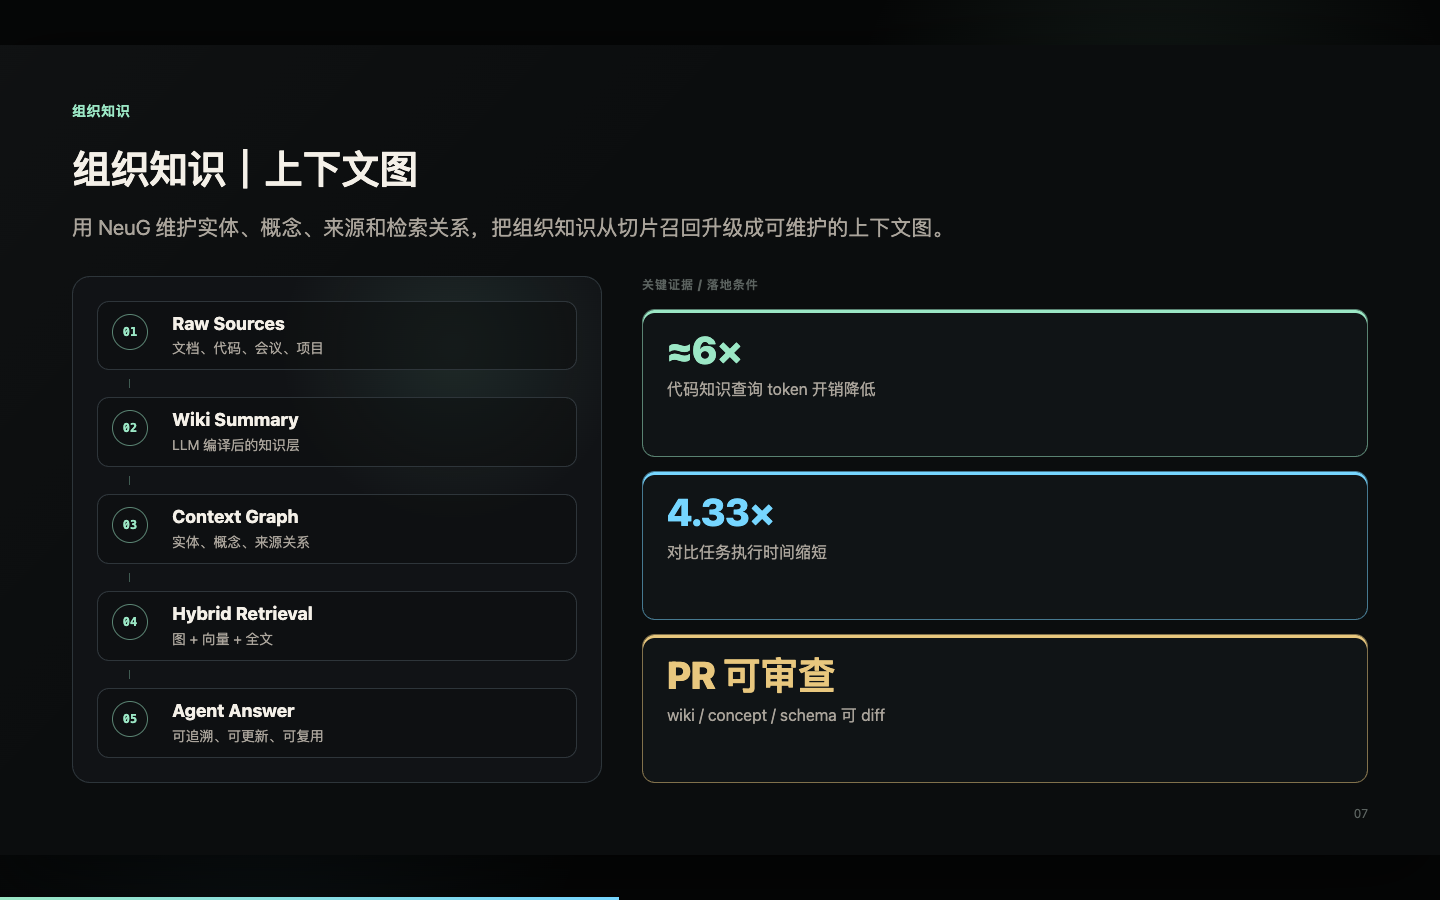 组织知识
组织知识 | 上下文图
用 NeuG 维护实体、概念、来源和检索关系，把组织知识从切片召回升级成可维护的上下文图。
01
Raw Sources
文档、代码、会议、项目
02
Wiki Summary
LLM 编译后的知识层
03
Context Graph
实体、概念、来源关系
04
Hybrid Retrieval
图 + 向量 + 全文
05
Agent Answer
可追溯、可更新、可复用
关键证据 / 落地条件
≈6×
代码知识查询 token 开销降低
4.33×
对比任务执行时间缩短
PR 可审查
wiki / concept / schema 可 diff
07